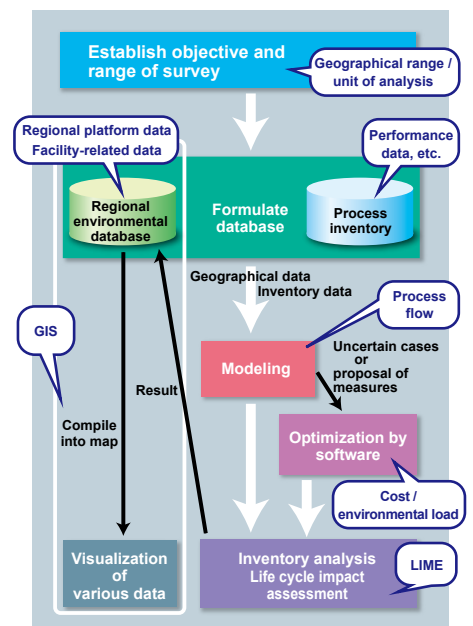 Establish objective and
range of survey
Geographical range /
unit of analysis
Regional platform data
Facility-related data
Performance
data, etc.
Regional
environmental
database
Formulate
database
Process
inventory
Geographical data
Inventory data
Process
flow
GIS
Uncertain cases
or
proposal of
measures
Modeling
Result
Compile
into map
Optimization by
software
Cost /
environmental load
Visualization
of
various data
Inventory analysis
Life cycle impact
assessment
LIME